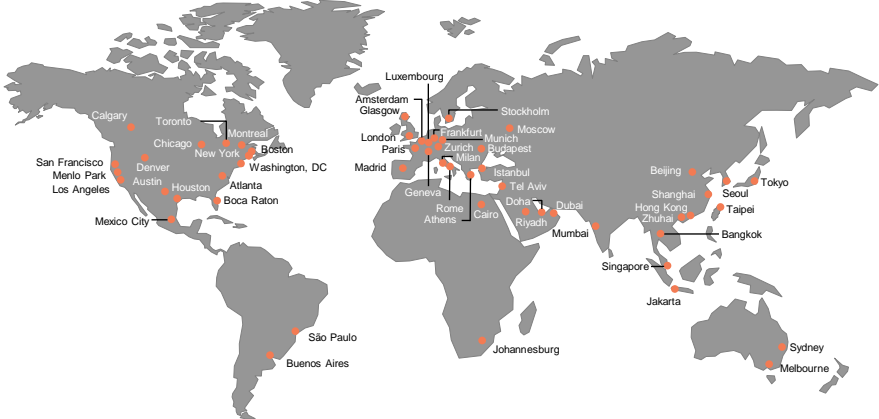 Luxembourg
Amsterdam
Glasgow
Stockholm
Calgary
Toronto
Montreal
Frankfurt
Moscow
London
Munich
Chicago
Boston
Paris
Zurich
Budapest
New York
Milan
San Francisco
Denver
Washington, DC
Madrid
Istanbul
Beijing
Menlo Park
Austin
Houston
Atlanta
Geneva
Tel Aviv
Seoul
Tokyo
Los Angeles
Boca Raton
Rome
Doha
Dubai
Shanghai
Hong Kong
Taipei
Mexico City
Athens
Cairo
Riyadh
Zhuhai
Mumbai
Bangkok
Singapore
Jakarta
São Paulo
Johannesburg
Sydney
Buenos Aires
Melbourne